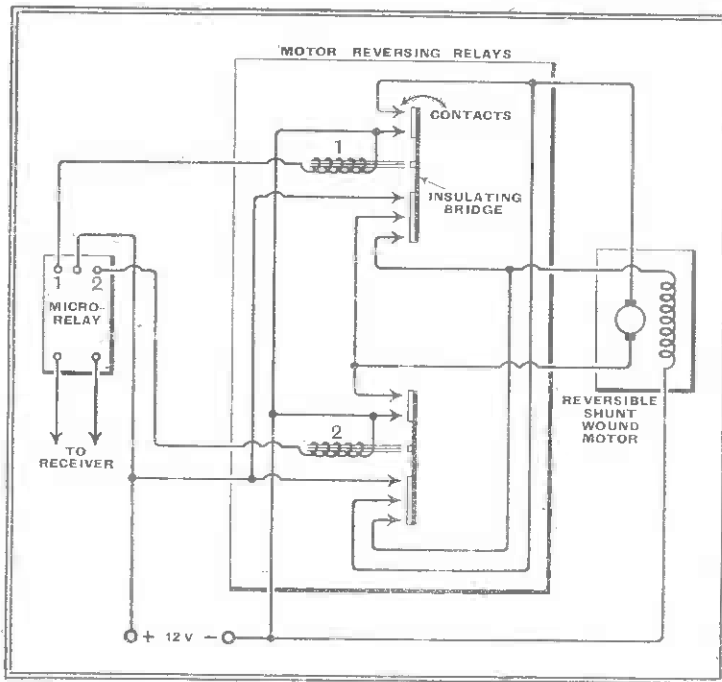 MOTOR REVERSING RELAYS
CONTACTS
1
INSULATING
BRIDGE
1 2
MICRO-
RELAY
REVERSIBLE
SHUNT
WOUND
MOTOR
2
TO
RECEIVER
+ 12 V -